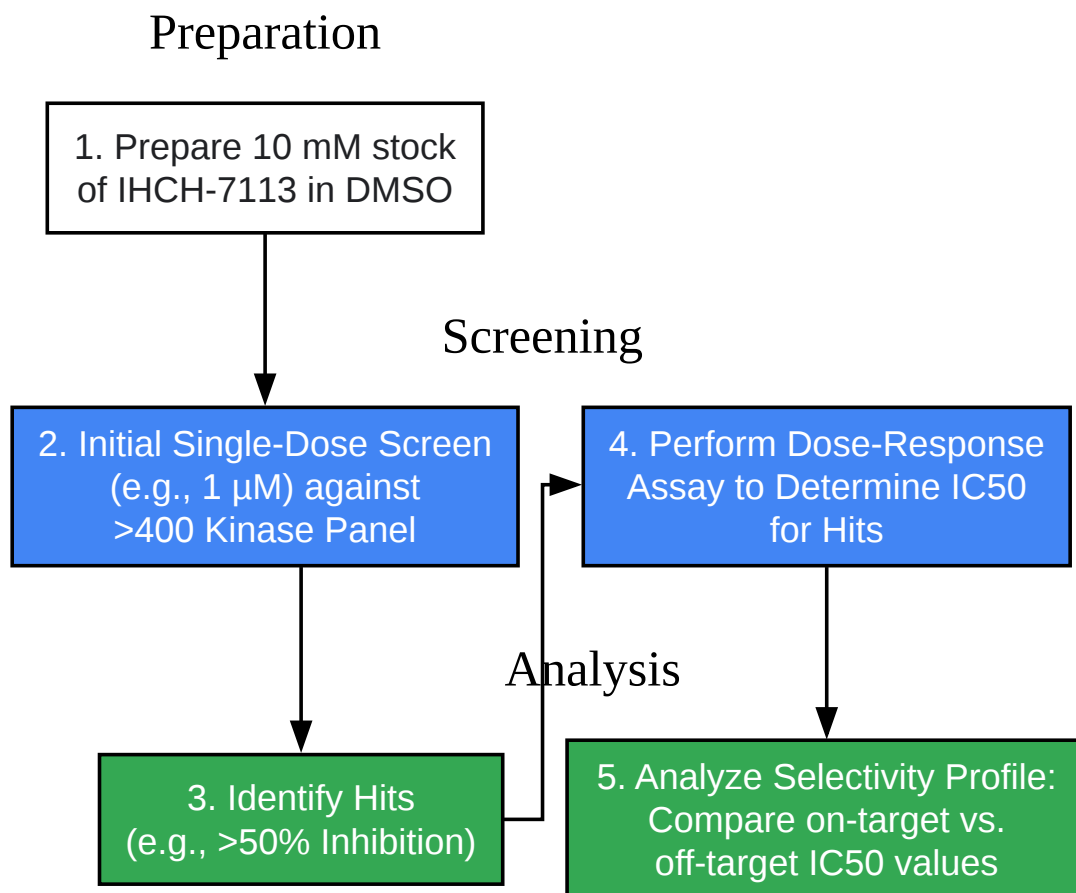 Preparation
1. Prepare 10 mM stock
of IHCH-7113 in DMSO
Screening
2. Initial Single-Dose Screen
(e.g., 1 µM) against
>400 Kinase Panel
4. Perform Dose-Response
Assay to Determine IC50
for Hits
Analysis
3. Identify Hits
(e.g., >50% Inhibition)
5. Analyze Selectivity Profile:
Compare on-target vs.
off-target IC50 values